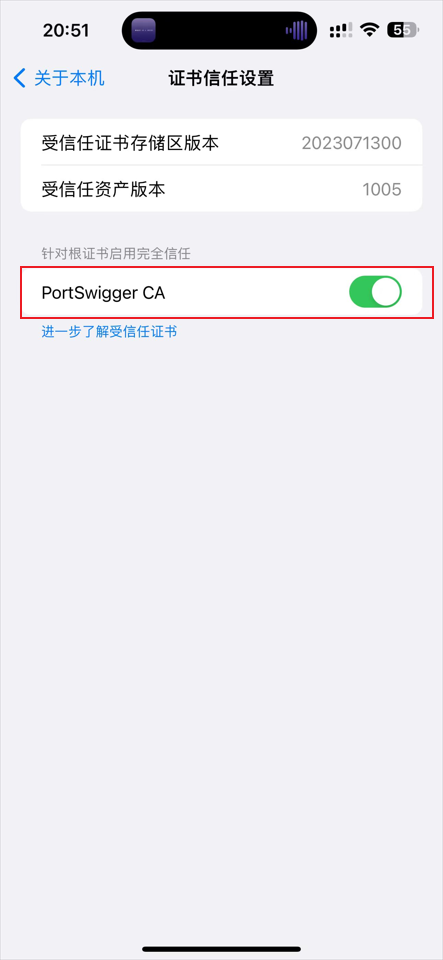 20:51
55
关于本机
证书信任设置
受信任证书存储区版本 2023071300
受信任资产版本 1005
针对根证书启用完全信任
PortSwigger CA
进一步了解受信任证书